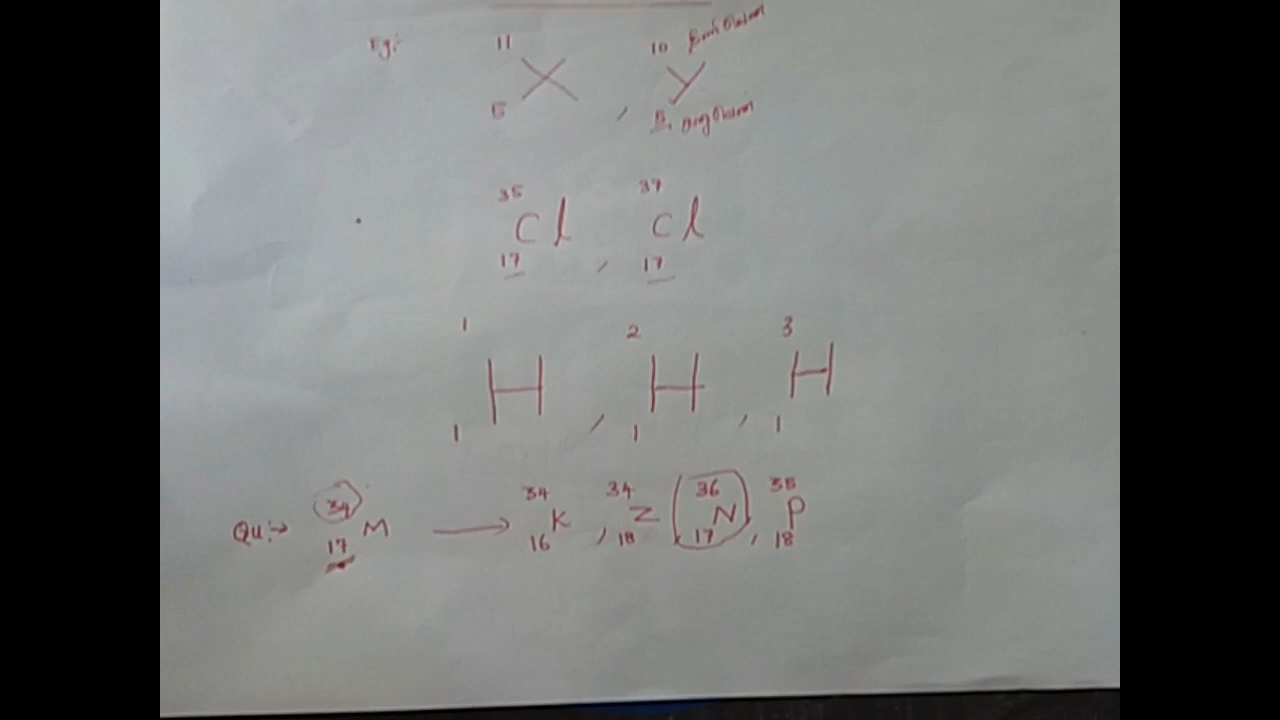 Eg:- 11 5 X , 10 5 Y
35 17 Cl , 37 17 Cl
1 1 H , 2 1 H , 3 1 H
Qu:→ 34 17 M → 34 16 K , 34 18 Z , 36 17 N , 35 18 P